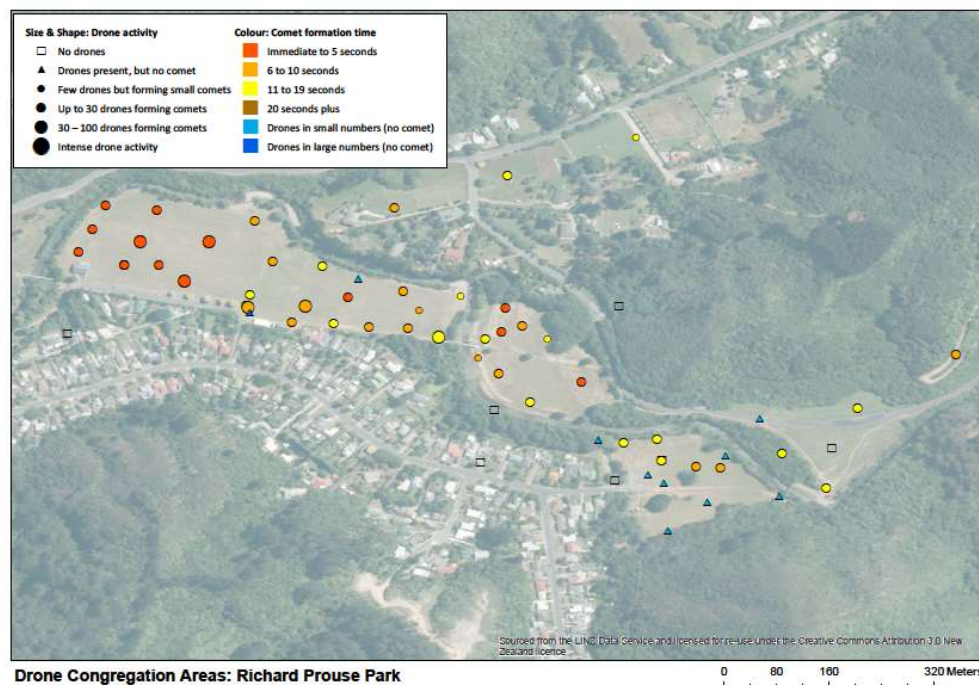 Size & Shape: Drone activity
No drones
Drones present, but no comet
Few drones but forming small comets
Up to 30 drones forming comets
30 – 100 drones forming comets
Intense drone activity
Colour: Comet formation time
Immediate to 5 seconds
6 to 10 seconds
11 to 19 seconds
20 seconds plus
Drones in small numbers (no comet)
Drones in large numbers (no comet)
Sourced from the LINZ Data Service and licensed for re-use under the Creative Commons Attribution 3.0 New
Zealand licence
Drone Congregation Areas: Richard Prouse Park
0 80 160 320 Meters